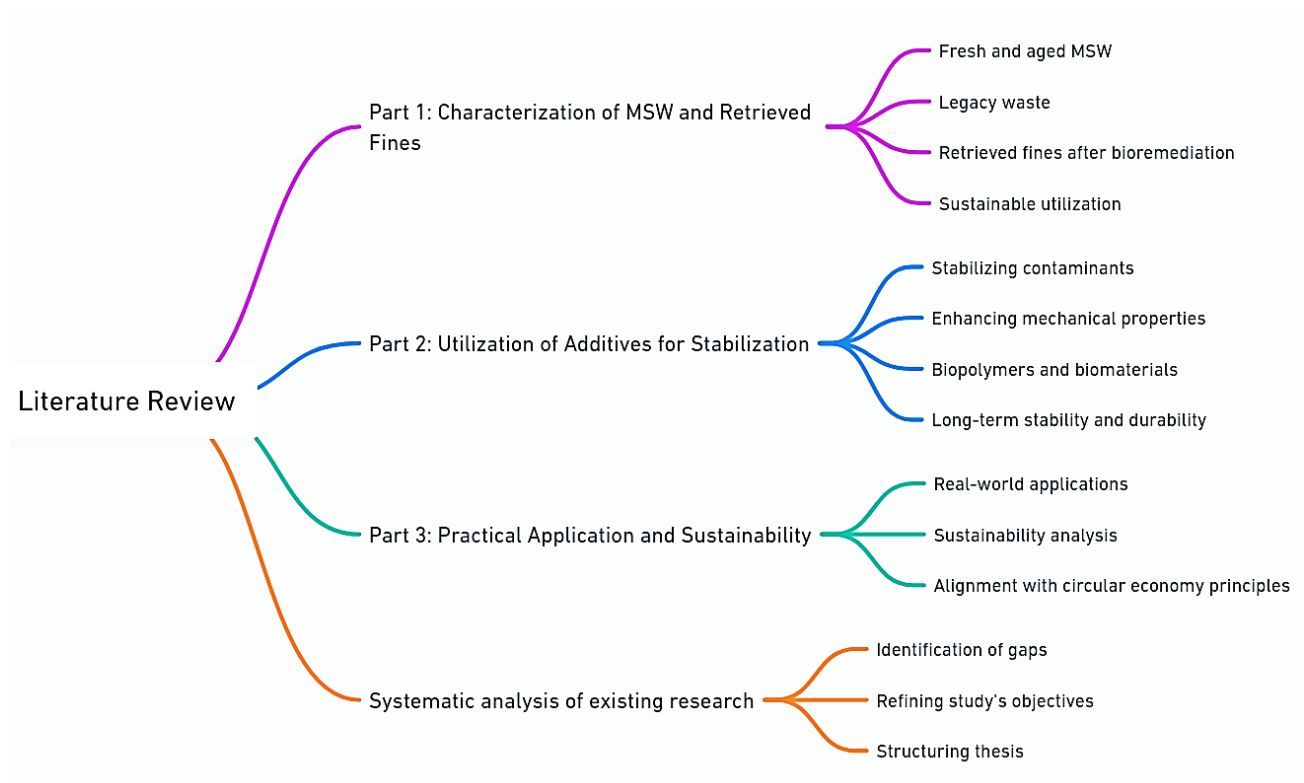 Literature Review
Part 1: Characterization of MSW and Retrieved
Fines
Fresh and aged MSW
Legacy waste
Retrieved fines after bioremediation
Sustainable utilization
Part 2: Utilization of Additives for Stabilization
Stabilizing contaminants
Enhancing mechanical properties
Biopolymers and biomaterials
Long-term stability and durability
Part 3: Practical Application and Sustainability
Real-world applications
Sustainability analysis
Alignment with circular economy principles
Systematic analysis of existing research
Identification of gaps
Refining study's objectives
Structuring thesis